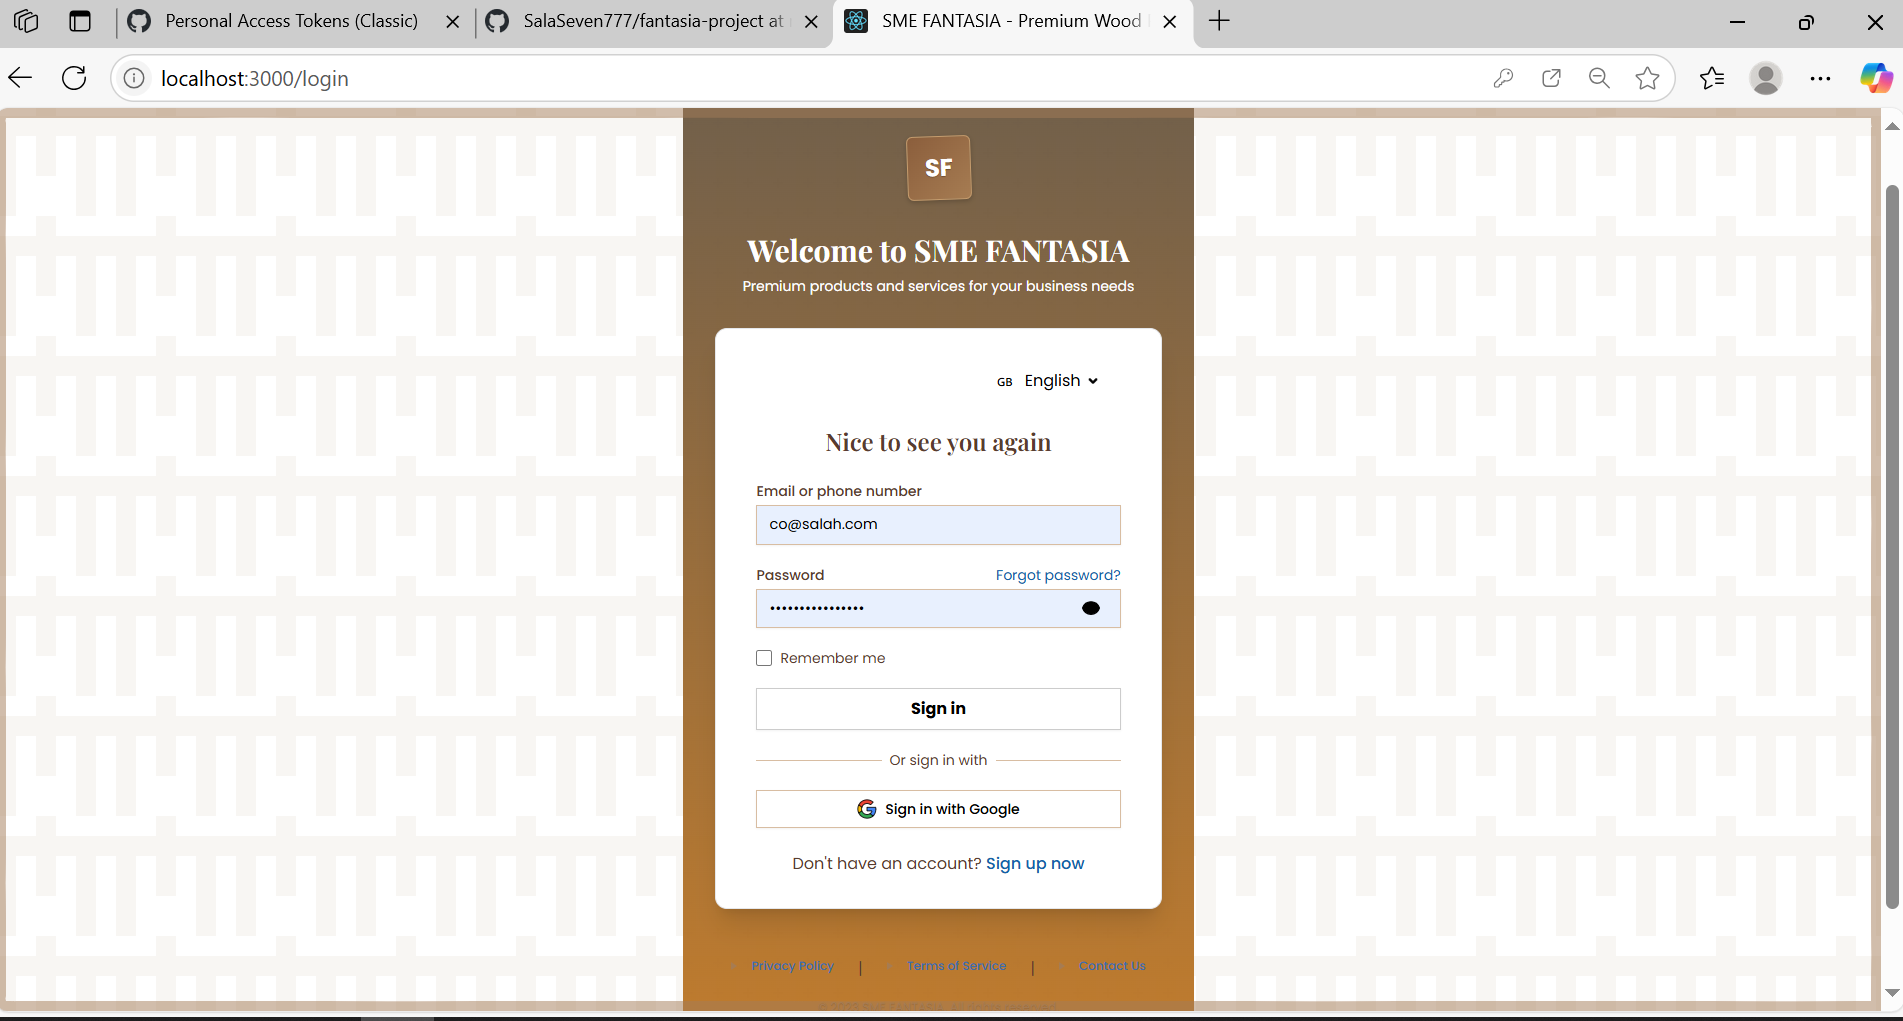 Personal Access Tokens (Classic)
SalaSeven777/fantasia-project at
SME FANTASIA - Premium Wood
localhost:3000/login
SF
Welcome to SME FANTASIA
Premium products and services for your business needs
GB English
Nice to see you again
Email or phone number
co@salah.com
Password Forgot password?
••••••••••••••••
Remember me
Sign in
Or sign in with
Sign in with Google
Don't have an account? Sign up now
Privacy Policy | Terms of Service | Contact Us